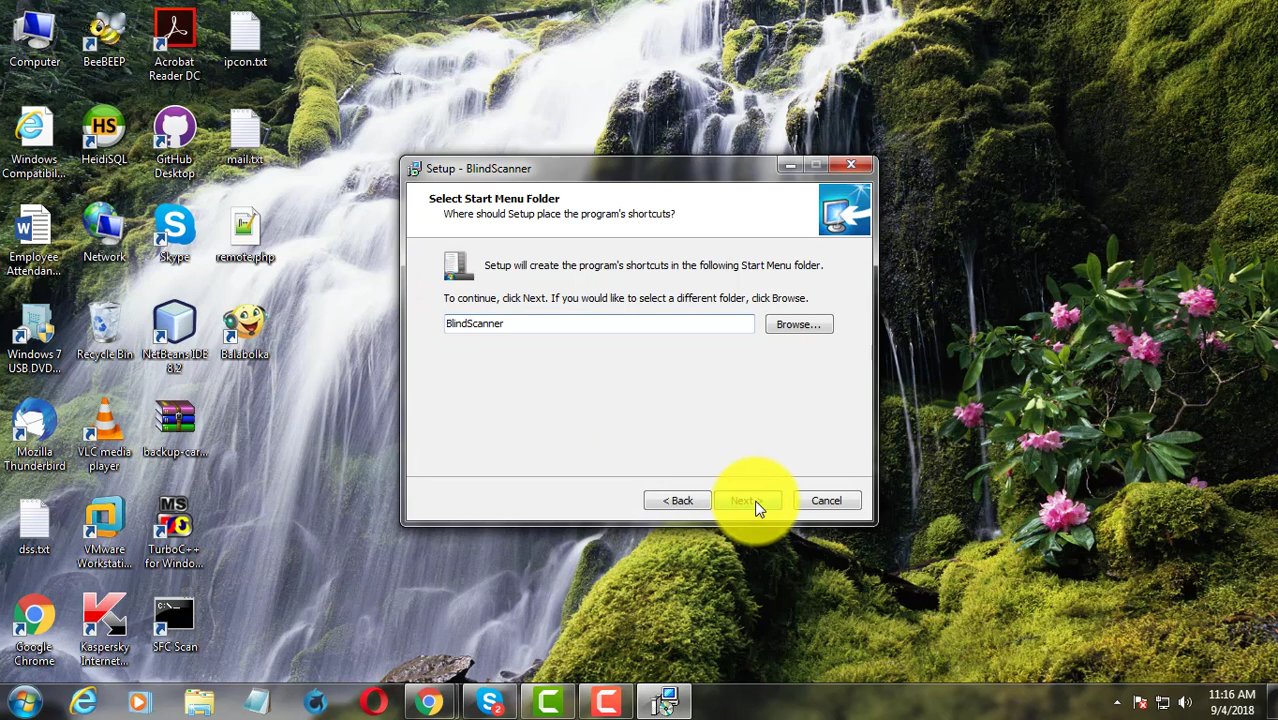 Computer
BeeBEEP
Acrobat
Reader DC
ipcon.txt
Windows
Compatibil...
HS
HeidiSQL
GitHub
Desktop
mail.txt
Employee
Attendan...
Network
Skype
remote.php
Windows 7
USB,DVD...
Recycle Bin
NetBeans IDE
8.2
Balabolka
Mozilla
Thunderbird
VLC media
player
backup-car...
dss.txt
VMware
Workstati...
MS
TurboC++
for Windo...
Google
Chrome
Kaspersky
Internet...
C:\_
SFC Scan
Setup - BlindScanner
Select Start Menu Folder
Where should Setup place the program's shortcuts?
Setup will create the program's shortcuts in the following Start Menu folder.
To continue, click Next. If you would like to select a different folder, click Browse.
BlindScanner
Browse...
< Back
Next >
Cancel
2
11:16 AM
9/4/2018